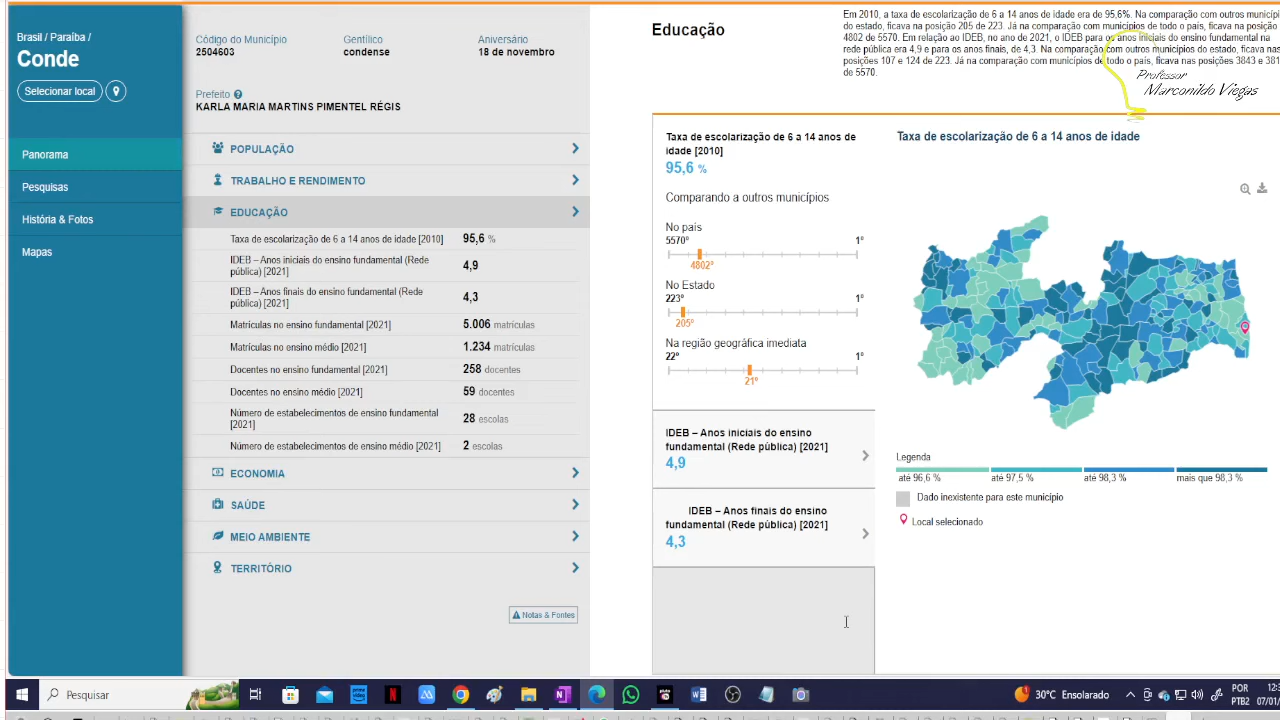 Brasil / Paraíba /
Conde
Selecionar local
Panorama
Pesquisas
História & Fotos
Mapas
Código do Município
2504603
Gentílico
condense
Aniversário
18 de novembro
Prefeito
KARLA MARIA MARTINS PIMENTEL RÉGIS
POPULAÇÃO
TRABALHO E RENDIMENTO
EDUCAÇÃO
Taxa de escolarização de 6 a 14 anos de idade [2010] 95,6 %
IDEB – Anos iniciais do ensino fundamental (Rede
pública) [2021] 4,9
IDEB – Anos finais do ensino fundamental (Rede
pública) [2021] 4,3
Matrículas no ensino fundamental [2021] 5.006 matrículas
Matrículas no ensino médio [2021] 1.234 matrículas
Docentes no ensino fundamental [2021] 258 docentes
Docentes no ensino médio [2021] 59 docentes
Número de estabelecimentos de ensino fundamental
[2021] 28 escolas
Número de estabelecimentos de ensino médio [2021] 2 escolas
ECONOMIA
SAÚDE
MEIO AMBIENTE
TERRITÓRIO
Notas & Fontes
Educação
Em 2010, a taxa de escolarização de 6 a 14 anos de idade era de 95,6%. Na comparação com outros municípi
do estado, ficava na posição 205 de 223. Já na comparação com municípios de todo o país, ficava na posição
4802 de 5570. Em relação ao IDEB, no ano de 2021, o IDEB para os anos iniciais do ensino fundamental na
rede pública era 4,9 e para os anos finais, de 4,3. Na comparação com outros municípios do estado, ficava nas
posições 107 e 124 de 223. Já na comparação com municípios de todo o país, ficava nas posições 3843 e 381
de 5570.
Professor
Marconildo Viegas
Taxa de escolarização de 6 a 14 anos de
idade [2010]
95,6 %
Comparando a outros municípios
No país
5570º 1º
4802º
No Estado
223º 1º
205º
Na região geográfica imediata
22º 1º
21º
IDEB – Anos iniciais do ensino
fundamental (Rede pública) [2021]
4,9
IDEB – Anos finais do ensino
fundamental (Rede pública) [2021]
4,3
Taxa de escolarização de 6 a 14 anos de idade
Legenda
até 96,6 % até 97,5 % até 98,3 % mais que 98,3 %
Dado inexistente para este município
Local selecionado
Pesquisar
30°C Ensolarado
POR
PTB2
12:3
07/01